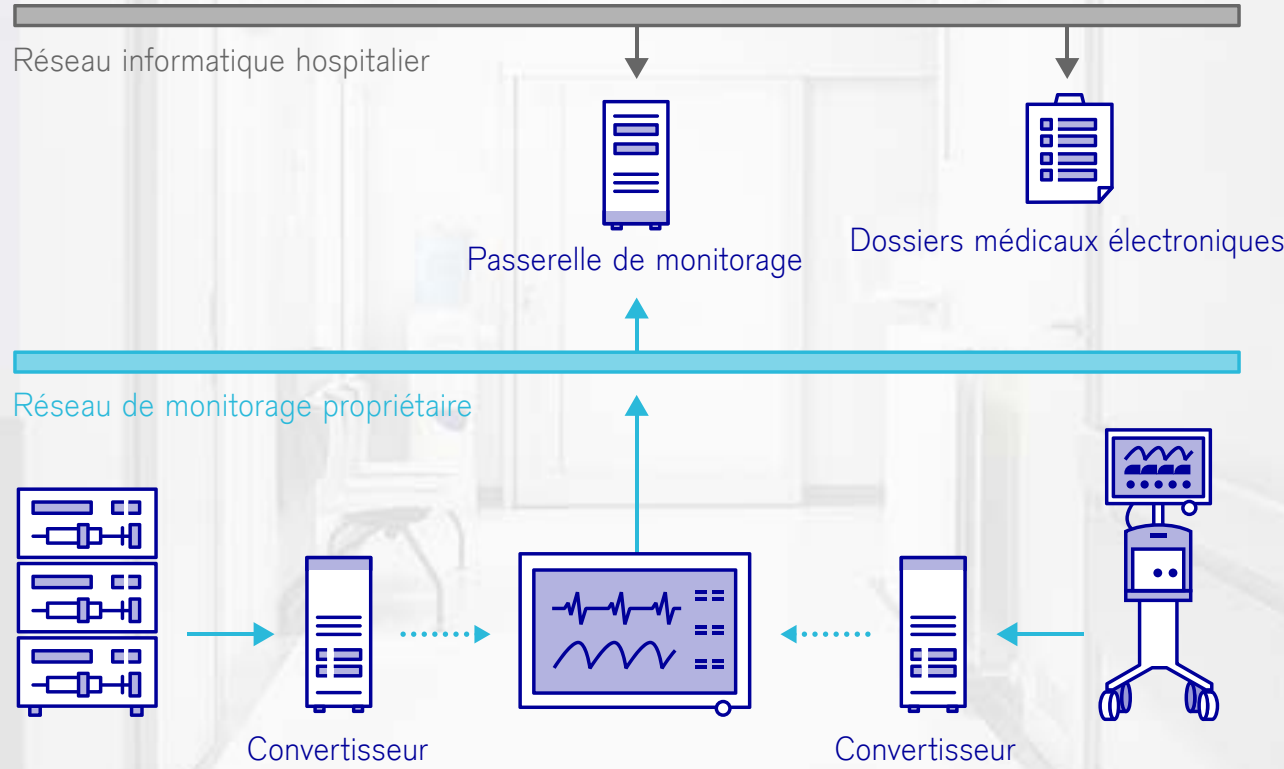 Réseau informatique hospitalier
Passerelle de monitorage
Dossiers médicaux électroniques
Réseau de monitorage propriétaire
Convertisseur
Convertisseur